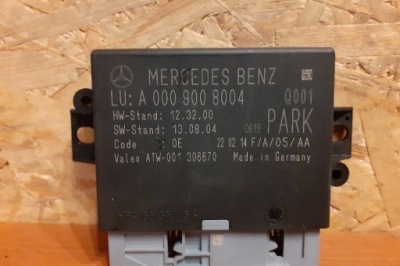 MERCEDES BENZ
LU: A 000 900 8004 Q001
HW-Stand: 12.32.00
SW-Stand: 13.08.04 0619 PARK
Code : 0E 22 02 14 F/A/05/AA
Valeo ATW-001 306670 Made in Germany